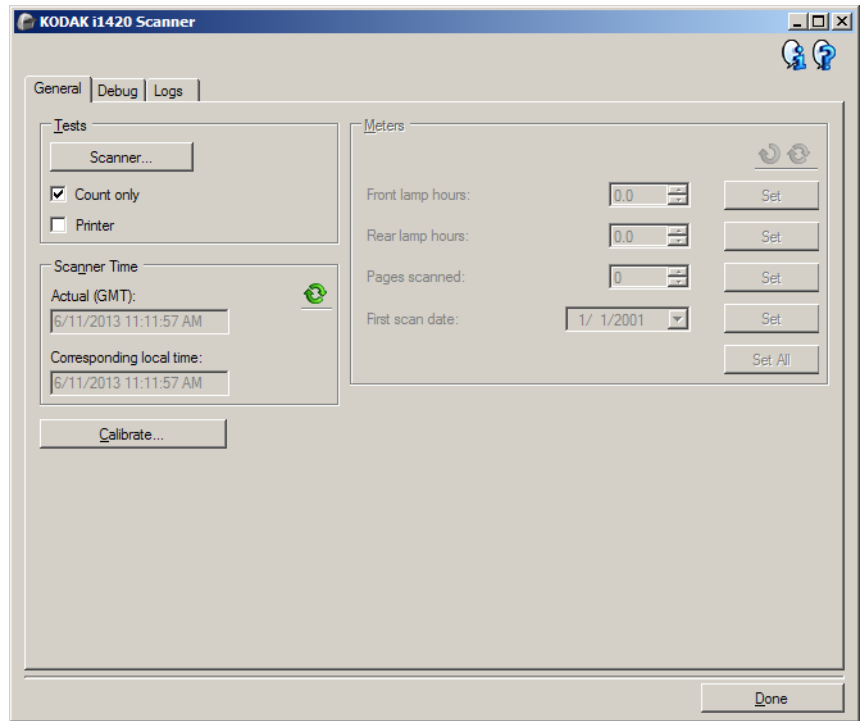 KODAK i1420 Scanner
General Debug Logs
Tests
Scanner...
Count only
Printer
Scanner Time
Actual (GMT):
6/11/2013 11:11:57 AM
Corresponding local time:
6/11/2013 11:11:57 AM
Calibrate...
Meters
Front lamp hours: 0.0 Set
Rear lamp hours: 0.0 Set
Pages scanned: 0 Set
First scan date: 1/ 1/2001 Set
Set All
Done